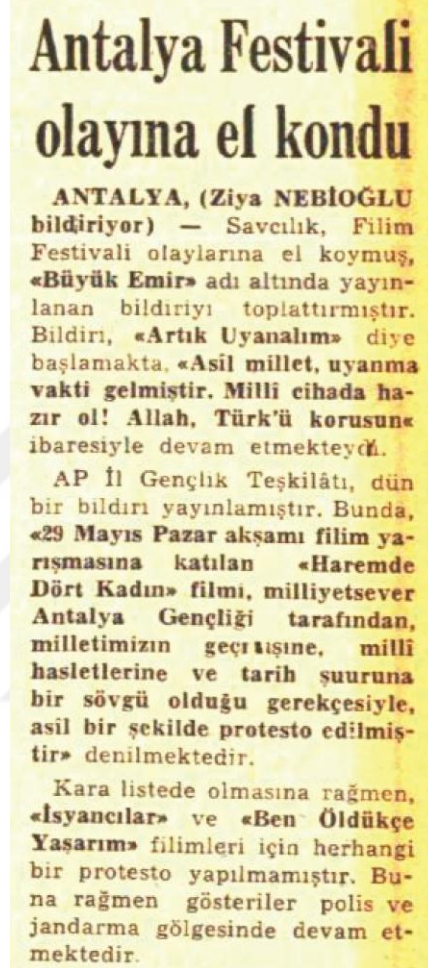 Antalya Festivali
olayına el kondu
ANTALYA, (Ziya NEBİOĞLU
bildiriyor) — Savcılık, Filim
Festivali olaylarına el koymuş,
«Büyük Emir» adı altında yayın-
lanan bildiriyi toplattırmıştır.
Bildiri, «Artık Uyanalım» diye
başlamakta, «Asil millet, uyanma
vakti gelmiştir. Millî cihada ha-
zır ol! Allah, Türk'ü korusun«
ibaresiyle devam etmekteydi.
AP İl Gençlik Teşkilâtı, dün
bir bildiri yayınlamıştır. Bunda,
«29 Mayıs Pazar akşamı filim ya-
rışmasına katılan «Haremde
Dört Kadın» filmi, milliyetsever
Antalya Gençliği tarafından,
milletimizin geçmişine, millî
hasletlerine ve tarih şuuruna
bir sövgü olduğu gerekçesiyle,
asil bir şekilde protesto edilmiş-
tir» denilmektedir.
Kara listede olmasına rağmen,
«İsyancılar» ve «Ben Öldükçe
Yaşarım» filimleri için herhangi
bir protesto yapılmamıştır. Bu-
na rağmen gösteriler polis ve
jandarma gölgesinde devam et-
mektedir.